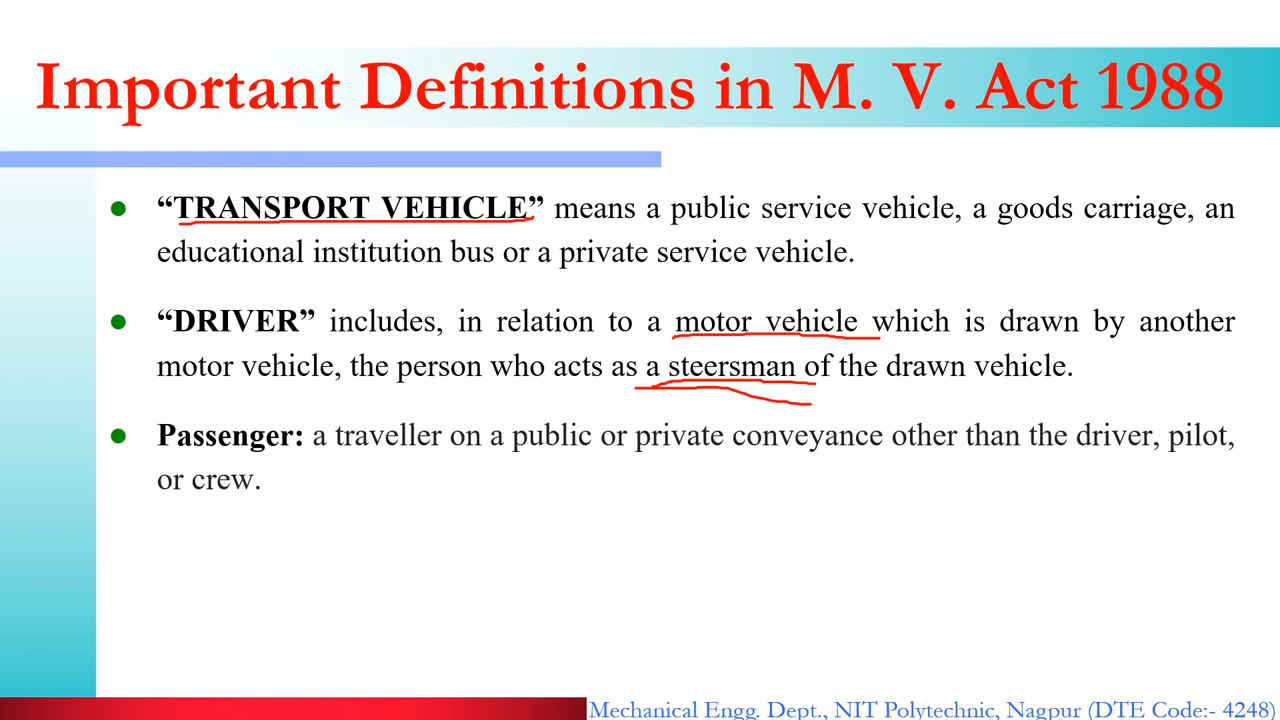 Important Definitions in M. V. Act 1988
“TRANSPORT VEHICLE” means a public service vehicle, a goods carriage, an
educational institution bus or a private service vehicle.
“DRIVER” includes, in relation to a motor vehicle which is drawn by another
motor vehicle, the person who acts as a steersman of the drawn vehicle.
Passenger: a traveller on a public or private conveyance other than the driver, pilot,
or crew.
Mechanical Engg. Dept., NIT Polytechnic, Nagpur (DTE Code:- 4248)